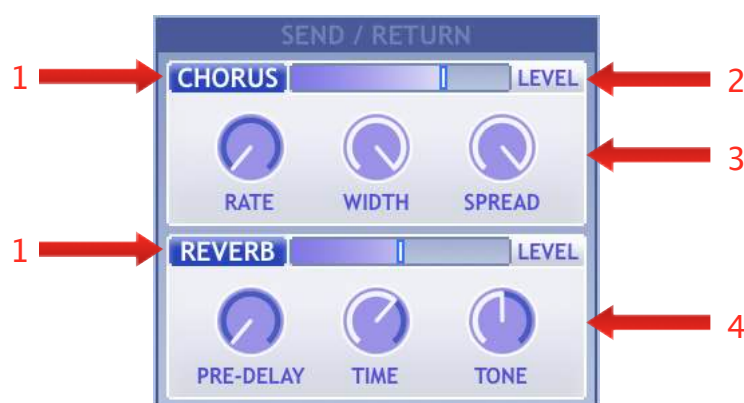 SEND / RETURN
1 CHORUS LEVEL 2
3
RATE WIDTH SPREAD
1 REVERB LEVEL
4
PRE-DELAY TIME TONE